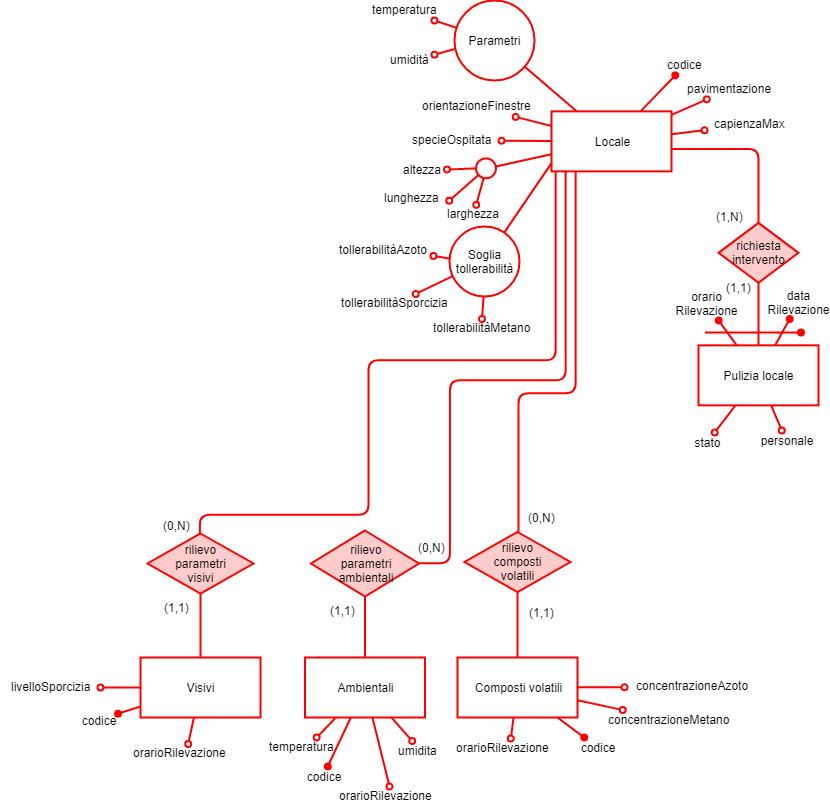 temperatura
Parametri
umidità
codice
pavimentazione
orientazioneFinestre
capienzaMax
specieOspitata
Locale
altezza
lunghezza
larghezza
(1,N)
tollerabilitàAzoto
Soglia
tollerabilità
richiesta
intervento
(1,1)
tollerabilitàSporcizia
orario
Rilevazione
data
Rilevazione
tollerabilitàMetano
Pulizia locale
stato
personale
(0,N)
(0,N)
(0,N)
rilievo
parametri
visivi
rilievo
parametri
ambientali
rilievo
composti
volatili
(1,1)
(1,1)
(1,1)
livelloSporcizia
Visivi
Ambientali
Composti volatili
concentrazioneAzoto
codice
concentrazioneMetano
orarioRilevazione
temperatura
umidita
orarioRilevazione
codice
codice
orarioRilevazione